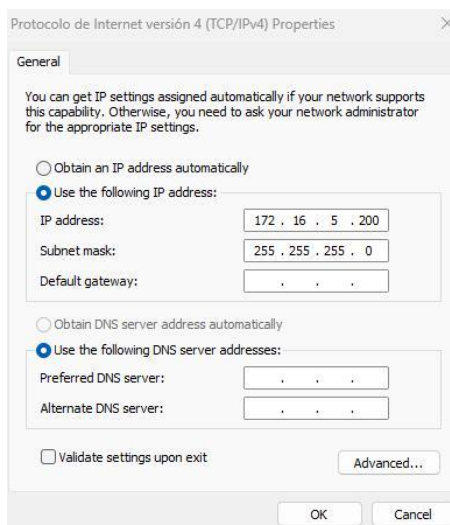 Protocolo de Internet versión 4 (TCP/IPv4) Properties
General
You can get IP settings assigned automatically if your network supports
this capability. Otherwise, you need to ask your network administrator
for the appropriate IP settings.
Obtain an IP address automatically
Use the following IP address:
IP address: 172 . 16 . 5 . 200
Subnet mask: 255 . 255 . 255 . 0
Default gateway: . . .
Obtain DNS server address automatically
Use the following DNS server addresses:
Preferred DNS server: . . .
Alternate DNS server: . . .
Validate settings upon exit
Advanced...
OK Cancel